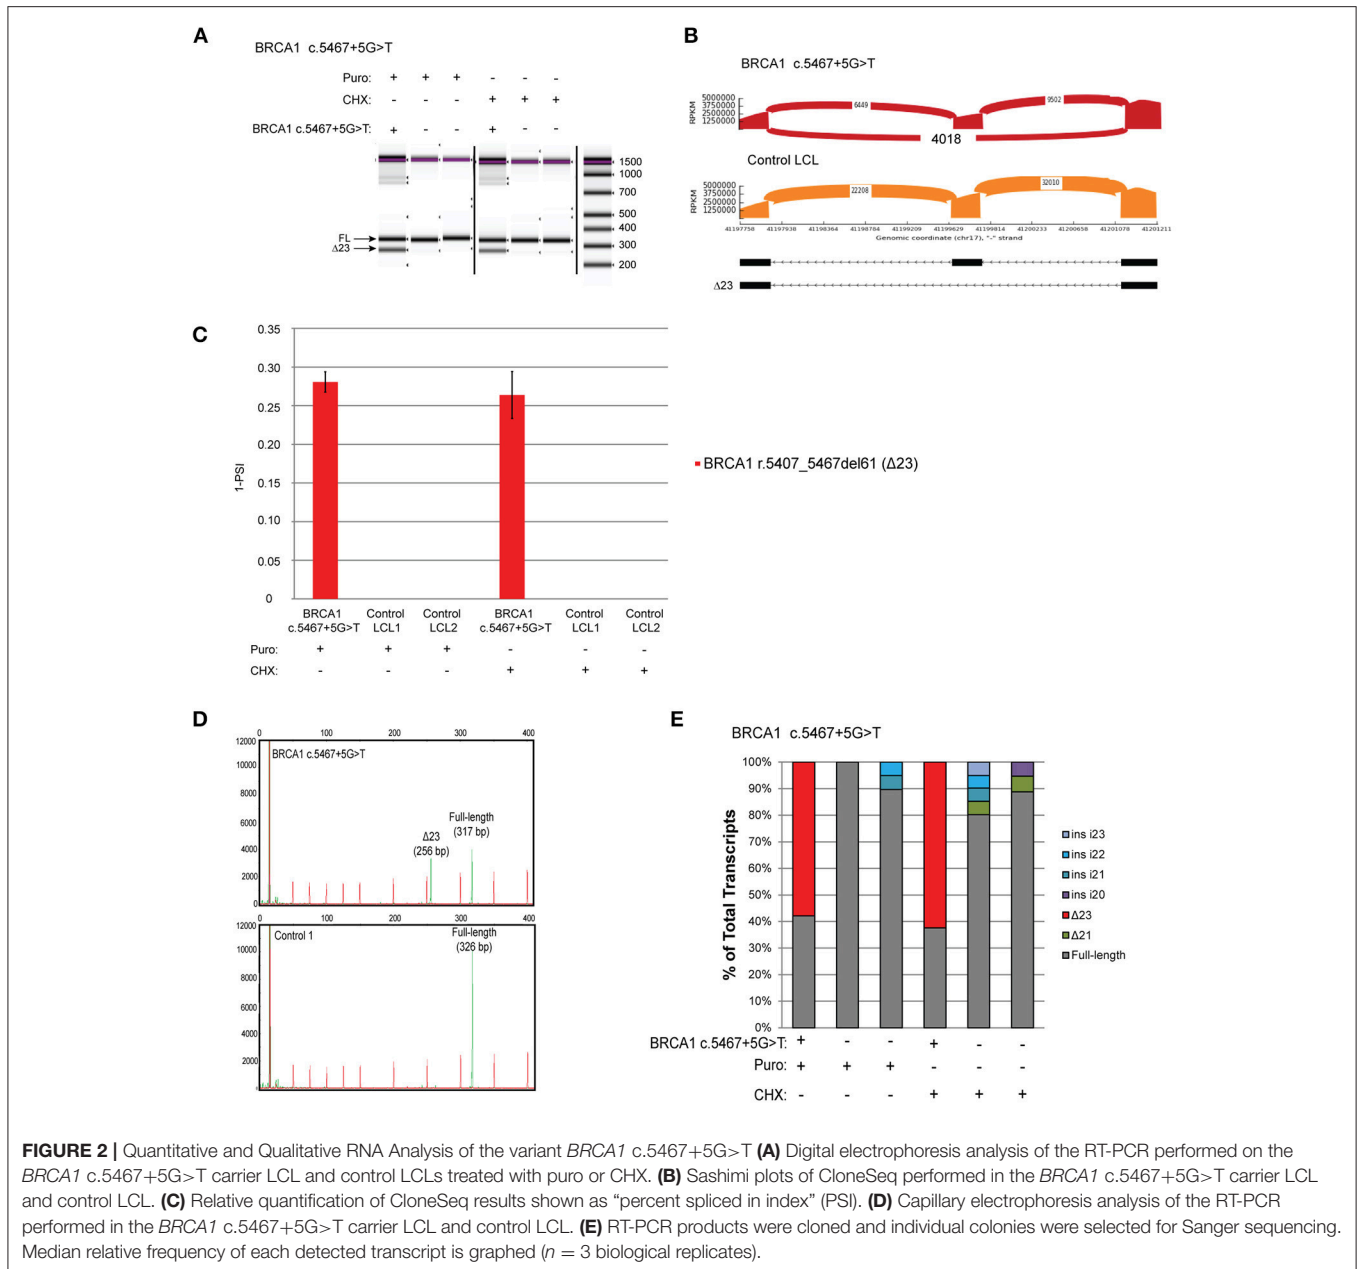 A
BRCA1 c.5467+5G>T
Puro: + + + - - -
CHX: - - - + + +
BRCA1 c.5467+5G>T: + - - + - -
1500
1000
700
500
400
300
200
FL
Δ23
B
BRCA1 c.5467+5G>T
5000000
3750000
2500000
1250000
RPKM
6449
9502
4018
Control LCL
5000000
3750000
2500000
1250000
RPKM
22208
32010
41197758 41197938 41198364 41198784 41199209 41199629 41199814 41200233 41200658 41201078 41201211
Genomic coordinate (chr17), "-" strand
Δ23
C
0.35
0.30
0.25
0.20
0.15
0.10
0.05
0
1-PSI
BRCA1 Control Control BRCA1 Control Control
c.5467+5G>T LCL1 LCL2 c.5467+5G>T LCL1 LCL2
Puro: + + + - - -
CHX: - - - + + +
BRCA1 r.5407_5467del61 (Δ23)
D
0 100 200 300 400
12000
10000
8000
6000
4000
2000
0
BRCA1 c.5467+5G>T
Δ23
(256 bp)
Full-length
(317 bp)
0 100 200 300 400
12000
10000
8000
6000
4000
2000
0
Control 1
Full-length
(326 bp)
E
BRCA1 c.5467+5G>T
100%
90%
80%
70%
60%
50%
40%
30%
20%
10%
0%
% of Total Transcripts
ins i23
ins i22
ins i21
ins i20
Δ23
Δ21
Full-length
BRCA1 c.5467+5G>T: + - - + - -
Puro: + + + - - -
CHX: - - - + + +
FIGURE 2 | Quantitative and Qualitative RNA Analysis of the variant BRCA1 c.5467+5G>T (A) Digital electrophoresis analysis of the RT-PCR performed on the
BRCA1 c.5467+5G>T carrier LCL and control LCLs treated with puro or CHX. (B) Sashimi plots of CloneSeq performed in the BRCA1 c.5467+5G>T carrier LCL
and control LCL. (C) Relative quantification of CloneSeq results shown as “percent spliced in index” (PSI). (D) Capillary electrophoresis analysis of the RT-PCR
performed in the BRCA1 c.5467+5G>T carrier LCL and control LCL. (E) RT-PCR products were cloned and individual colonies were selected for Sanger sequencing.
Median relative frequency of each detected transcript is graphed (n = 3 biological replicates).